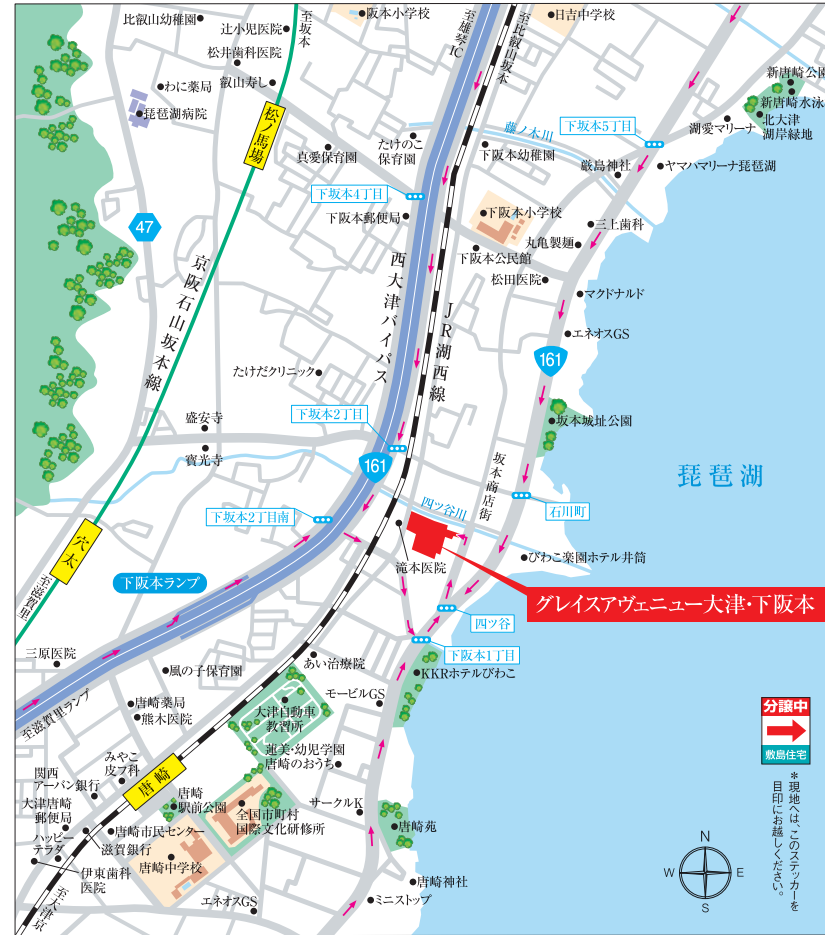 比叡山幼稚園
辻小児医院
至坂本
阪本小学校
至雄琴IC
至比叡山坂本
日吉中学校
松井歯科医院
わに薬局
叡山寿し
琵琶湖病院
松ノ馬場
新唐崎公園
新唐崎水泳
北大津
湖岸緑地
湖愛マリーナ
藤ノ木川
下坂本5丁目
たけのこ
保育園
真愛保育園
下阪本幼稚園
厳島神社
ヤマハマリーナ琵琶湖
下坂本4丁目
下阪本郵便局
下阪本小学校
三上歯科
丸亀製麺
下阪本公民館
松田医院
47
京阪石山坂本線
西大津バイパス
JR湖西線
マクドナルド
エネオスGS
161
たけだクリニック
盛安寺
寳光寺
下坂本2丁目
坂本城址公園
琵琶湖
161
坂本商店街
石川町
四ツ谷川
下坂本2丁目南
滝本医院
びわこ楽園ホテル井筒
穴太
至滋賀里
下阪本ランプ
グレイスアヴェニュー大津・下阪本
四ツ谷
下阪本1丁目
三原医院
風の子保育園
あい治療院
KKRホテルびわこ
至滋賀里ランプ
唐崎薬局
熊木医院
モービルGS
大津自動車
教習所
分譲中
敷島住宅
みやこ
皮フ科
蓮美・幼児学園
唐崎のおうち
関西
アーバン銀行
唐崎
唐崎
駅前公園
サークルK
大津唐崎
郵便局
全国市町村
国際文化研修所
唐崎苑
ハッピー
テラダ
唐崎市民センター
滋賀銀行
唐崎中学校
伊東歯科
医院
唐崎神社
至大津京
エネオスGS
ミニストップ
N
W
E
S
*現地へは、このステッカーを
目印にお越しください。